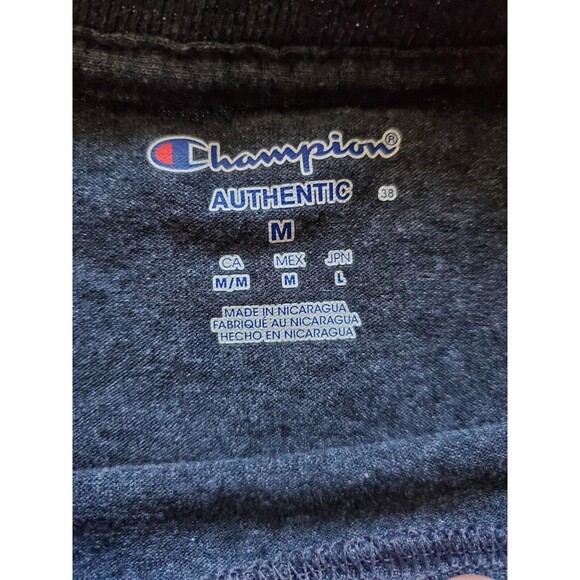 Champion®
AUTHENTIC 38
M
CA MEX JPN
M/M M L
MADE IN NICARAGUA
FABRIQUÉ AU NICARAGUA
HECHO EN NICARAGUA